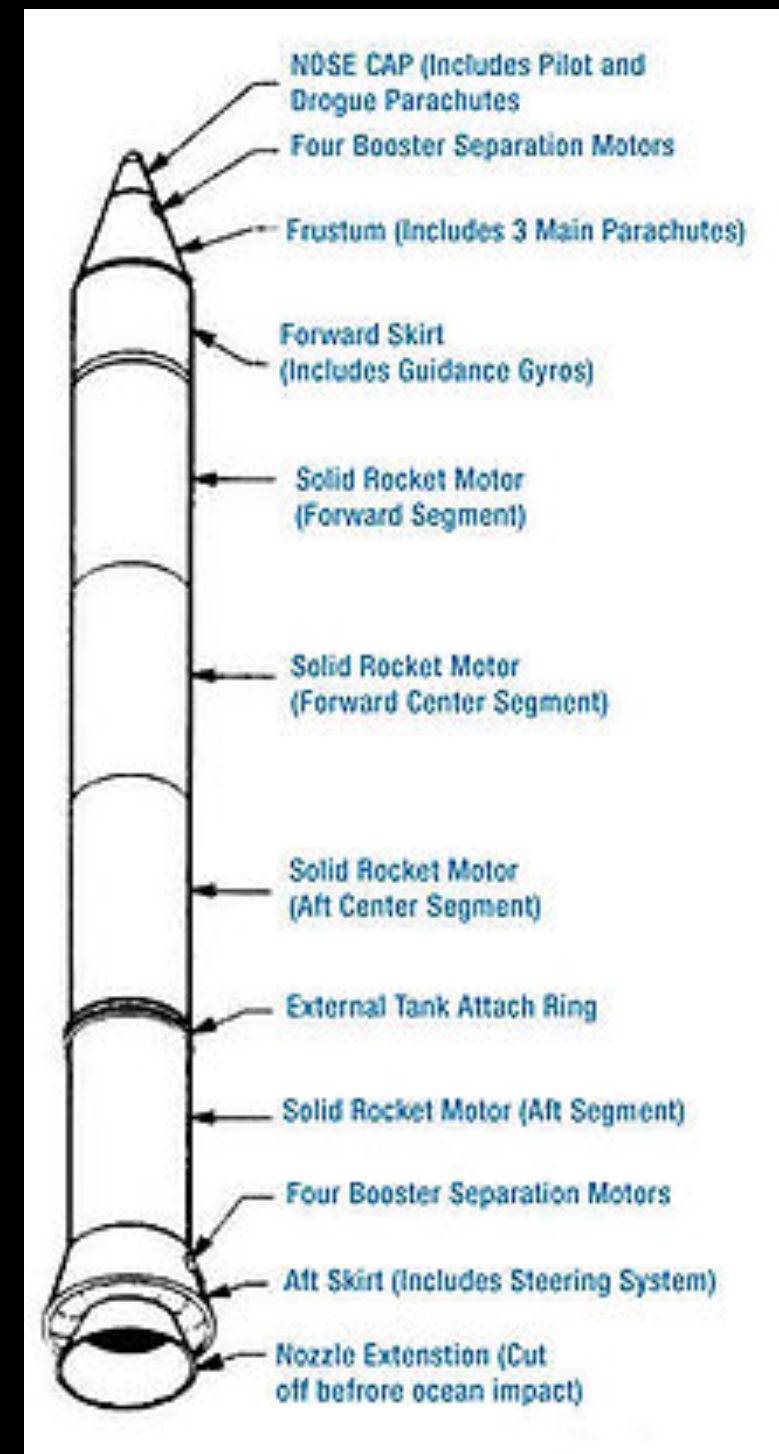 NOSE CAP (Includes Pilot and
Drogue Parachutes
Four Booster Separation Motors
Frustum (Includes 3 Main Parachutes)
Forward Skirt
(Includes Guidance Gyros)
Solid Rocket Motor
(Forward Segment)
Solid Rocket Motor
(Forward Center Segment)
Solid Rocket Motor
(Aft Center Segment)
External Tank Attach Ring
Solid Rocket Motor (Aft Segment)
Four Booster Separation Motors
Aft Skirt (Includes Steering System)
Nozzle Extenstion (Cut
off befrore ocean impact)